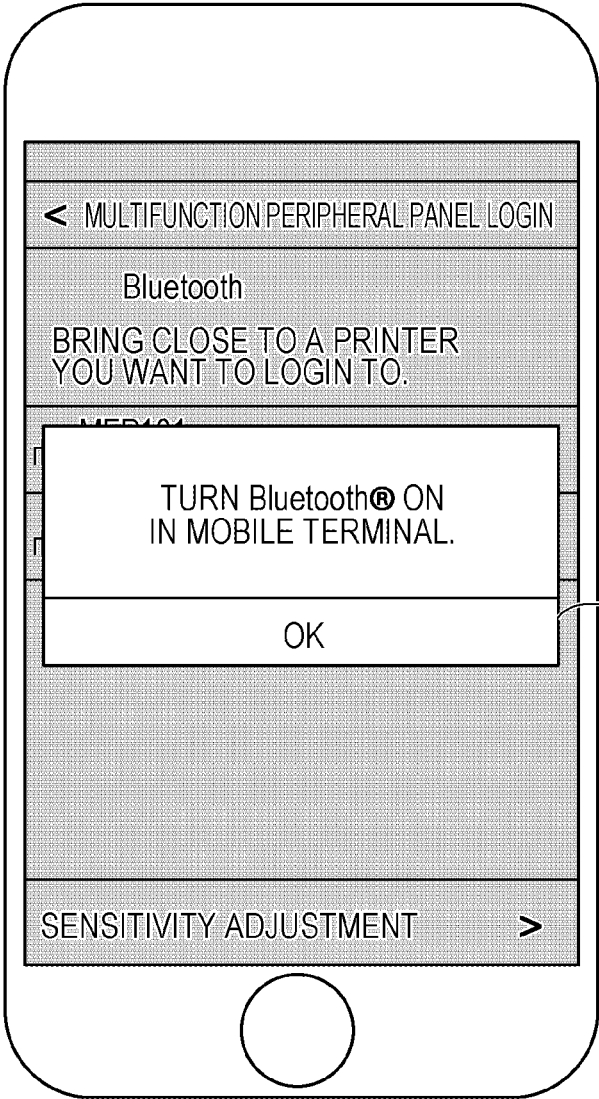 < MULTIFUNCTION PERIPHERAL PANEL LOGIN
Bluetooth
BRING CLOSE TO A PRINTER
YOU WANT TO LOGIN TO.
TURN Bluetooth® ON
IN MOBILE TERMINAL.
OK
SENSITIVITY ADJUSTMENT >